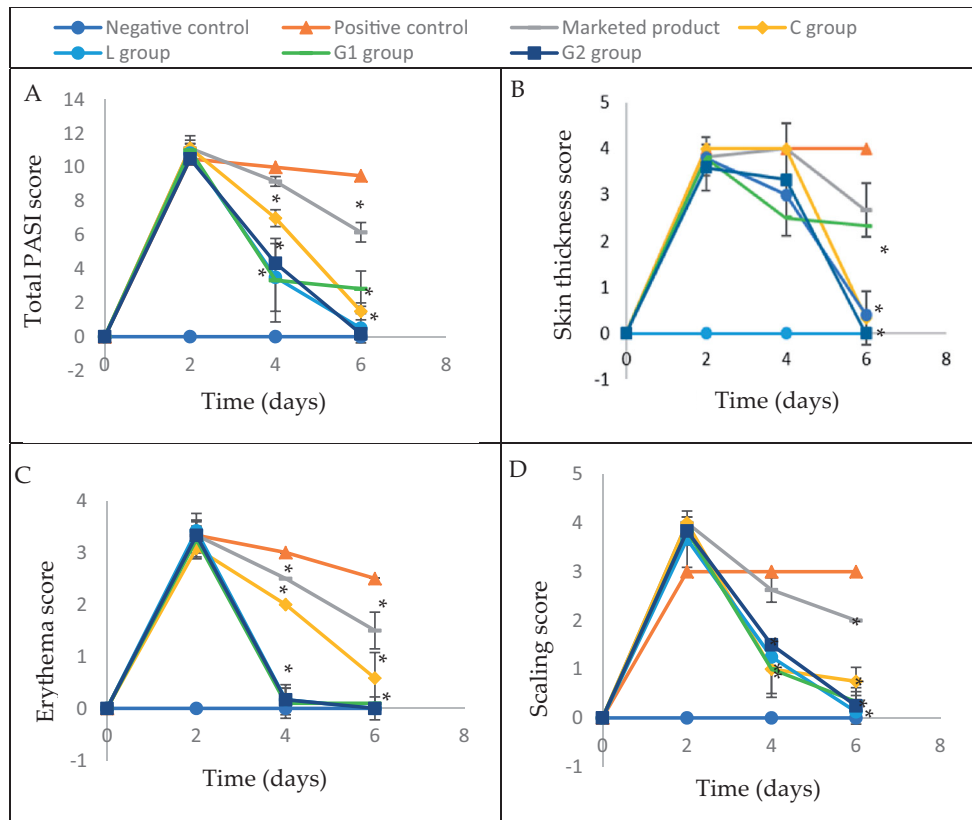 Negative control Positive control Marketed product C group
L group G1 group G2 group
A
Total PASI score
14
12
10
8
6
4
2
0
-2
0 2 4 6 8
* * * * * *
Time (days)
B
Skin thickness score
5
4
3
2
1
0
-1
0 2 4 6 8
* * *
Time (days)
C
Erythema score
4
3
2
1
0
-1
0 2 4 6 8
* * * * * *
Time (days)
D
Scaling score
5
4
3
2
1
0
-1
0 2 4 6 8
* * * * * * *
Time (days)